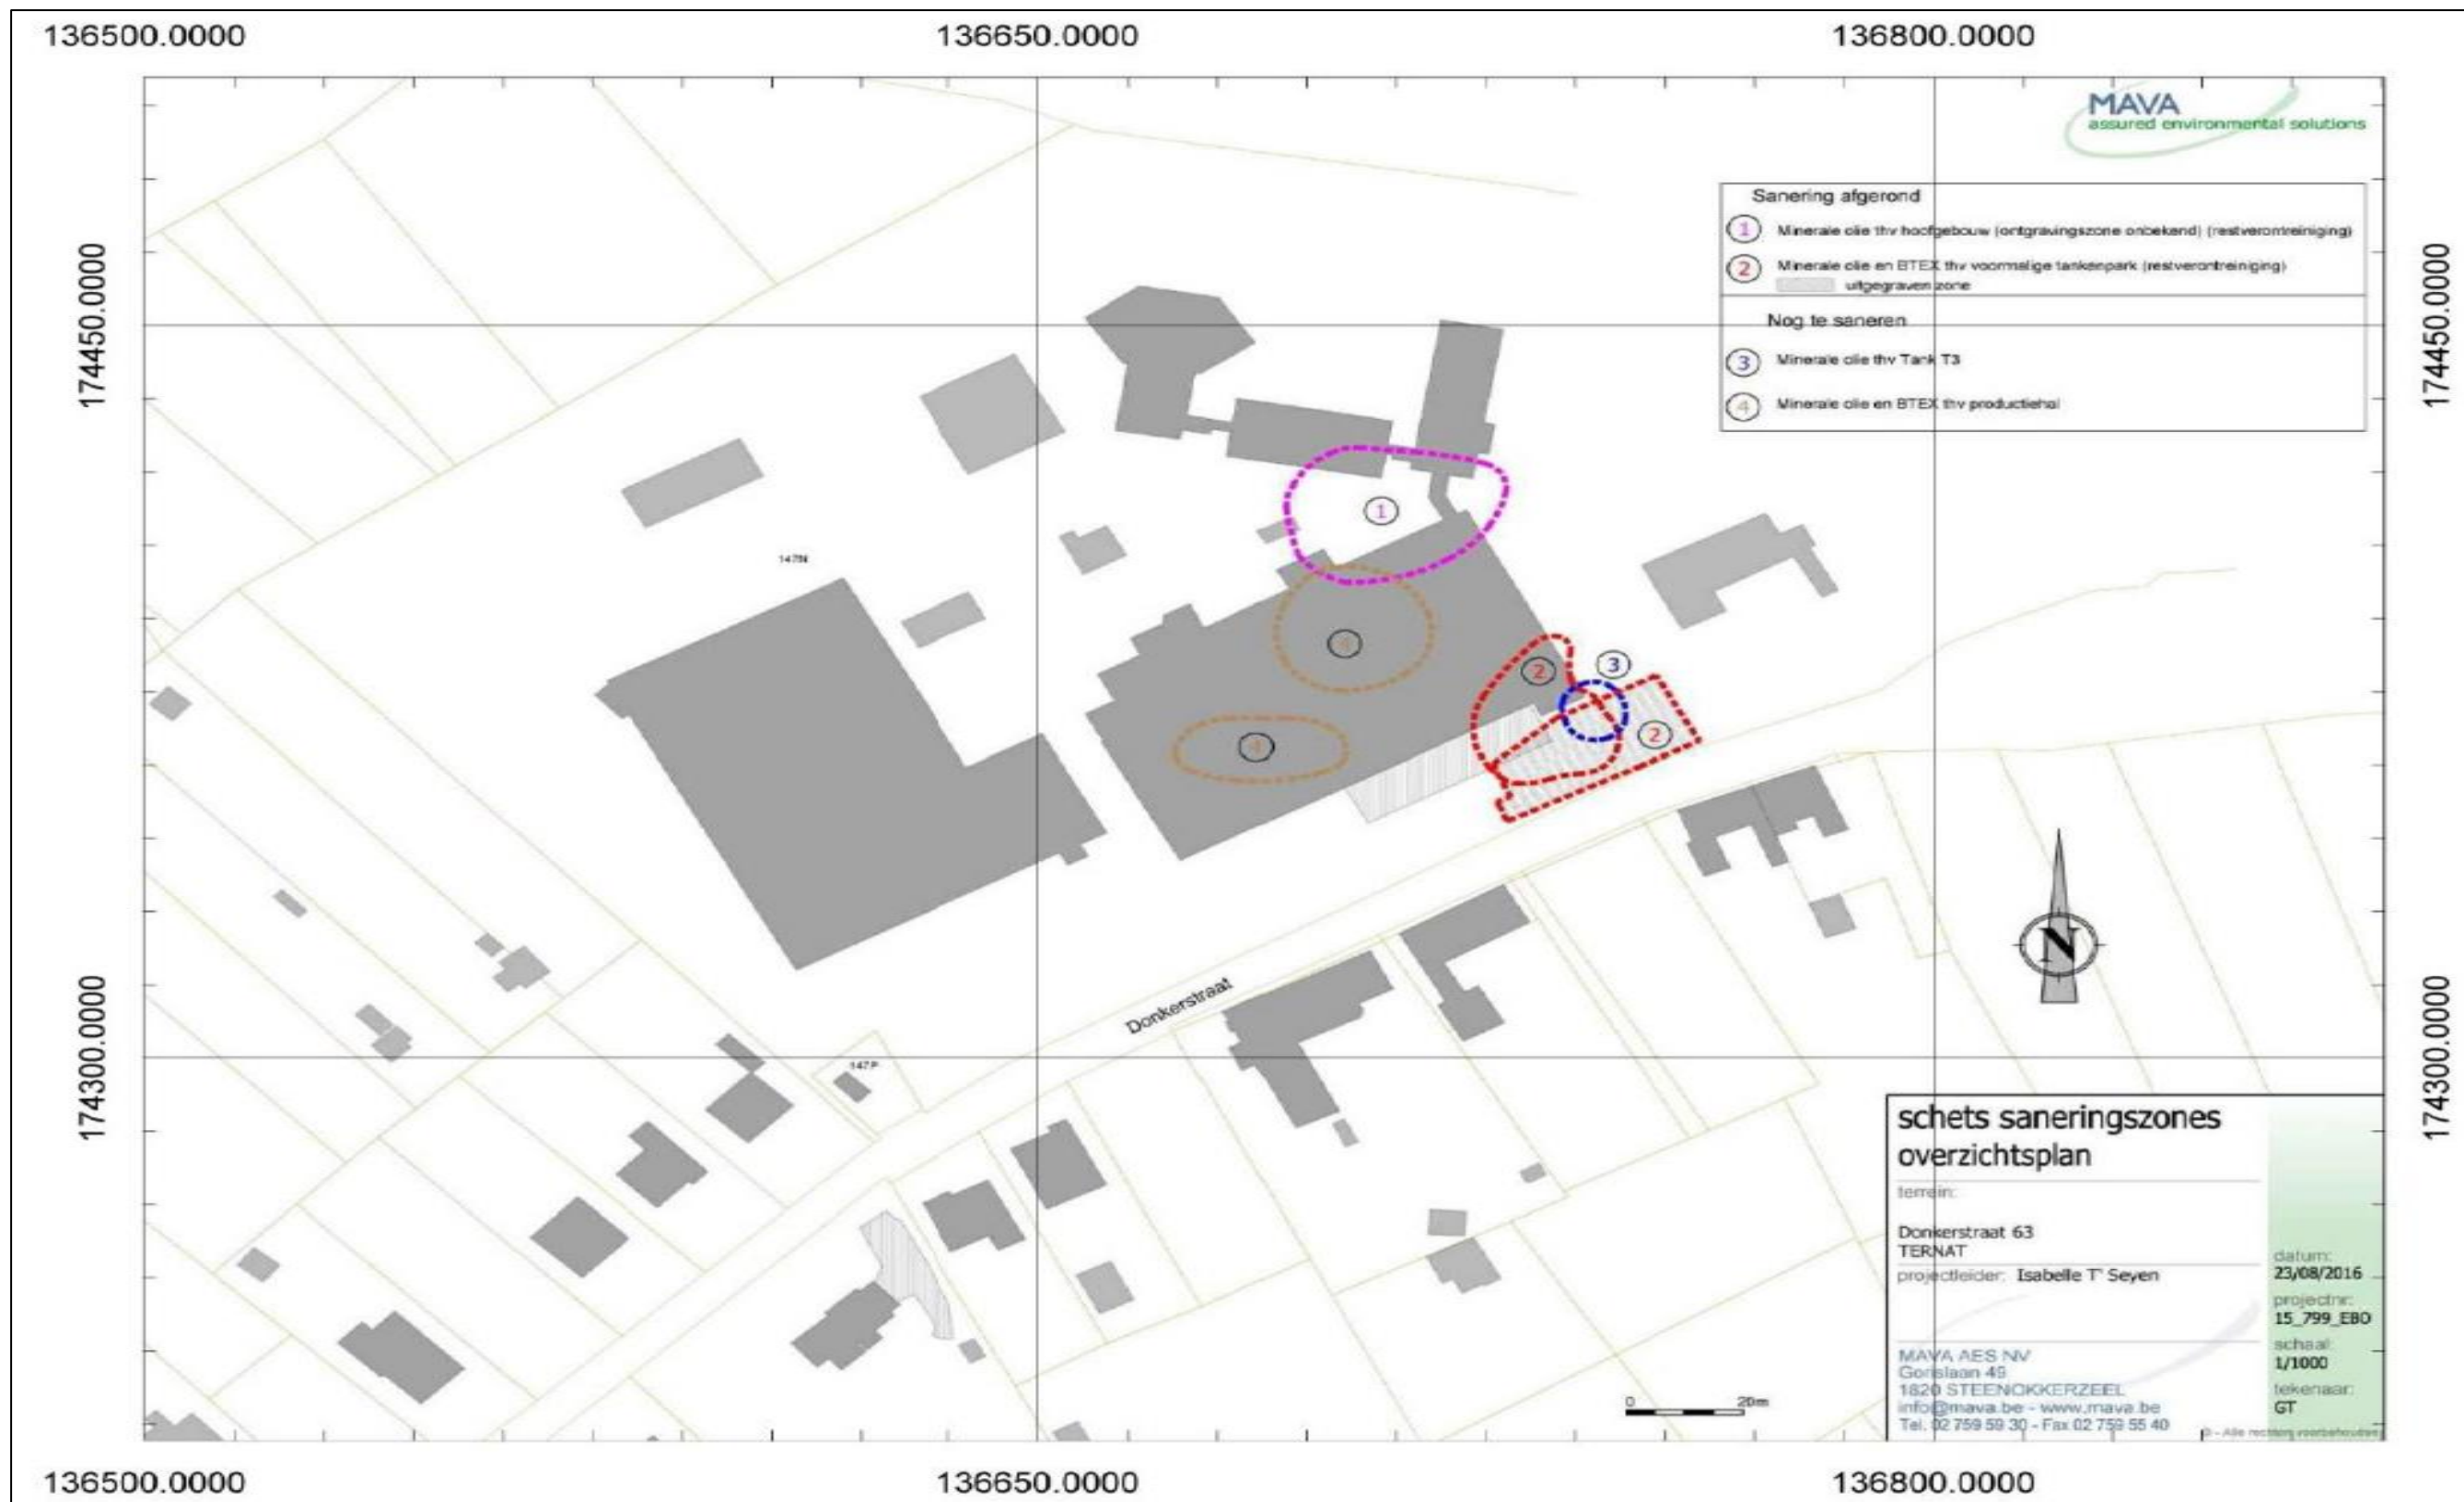 136500.0000
136650.0000
136800.0000
MAVA
assured environmental solutions
Sanering afgerond
1 Minerale olie thv hoofgebouw (ontgravingszone onbekend) (restverontreiniging)
2 Minerale olie en BTEX thv voormalige tankenpark (restverontreiniging)
uitgegraven zone
Nog te saneren
3 Minerale olie thv Tank T3
4 Minerale olie en BTEX thv productiehal
174450.0000
174450.0000
1
4
2
3
2
4
N
Donkerstraat
147P
174300.0000
174300.0000
0 20m
schets saneringszones
overzichtsplan
terrein:
Donkerstraat 63
TERNAT
projectleider: Isabelle T' Seyen
MAVA AES NV
Gorislaan 49
1820 STEENOKKERZEEL
info@mava.be - www.mava.be
Tel. 02 759 59 30 - Fax 02 759 55 40
datum:
23/08/2016
projectnr:
15_799_EBO
schaal:
1/1000
tekenaar:
GT
© - Alle rechten voorbehouden
136500.0000
136650.0000
136800.0000